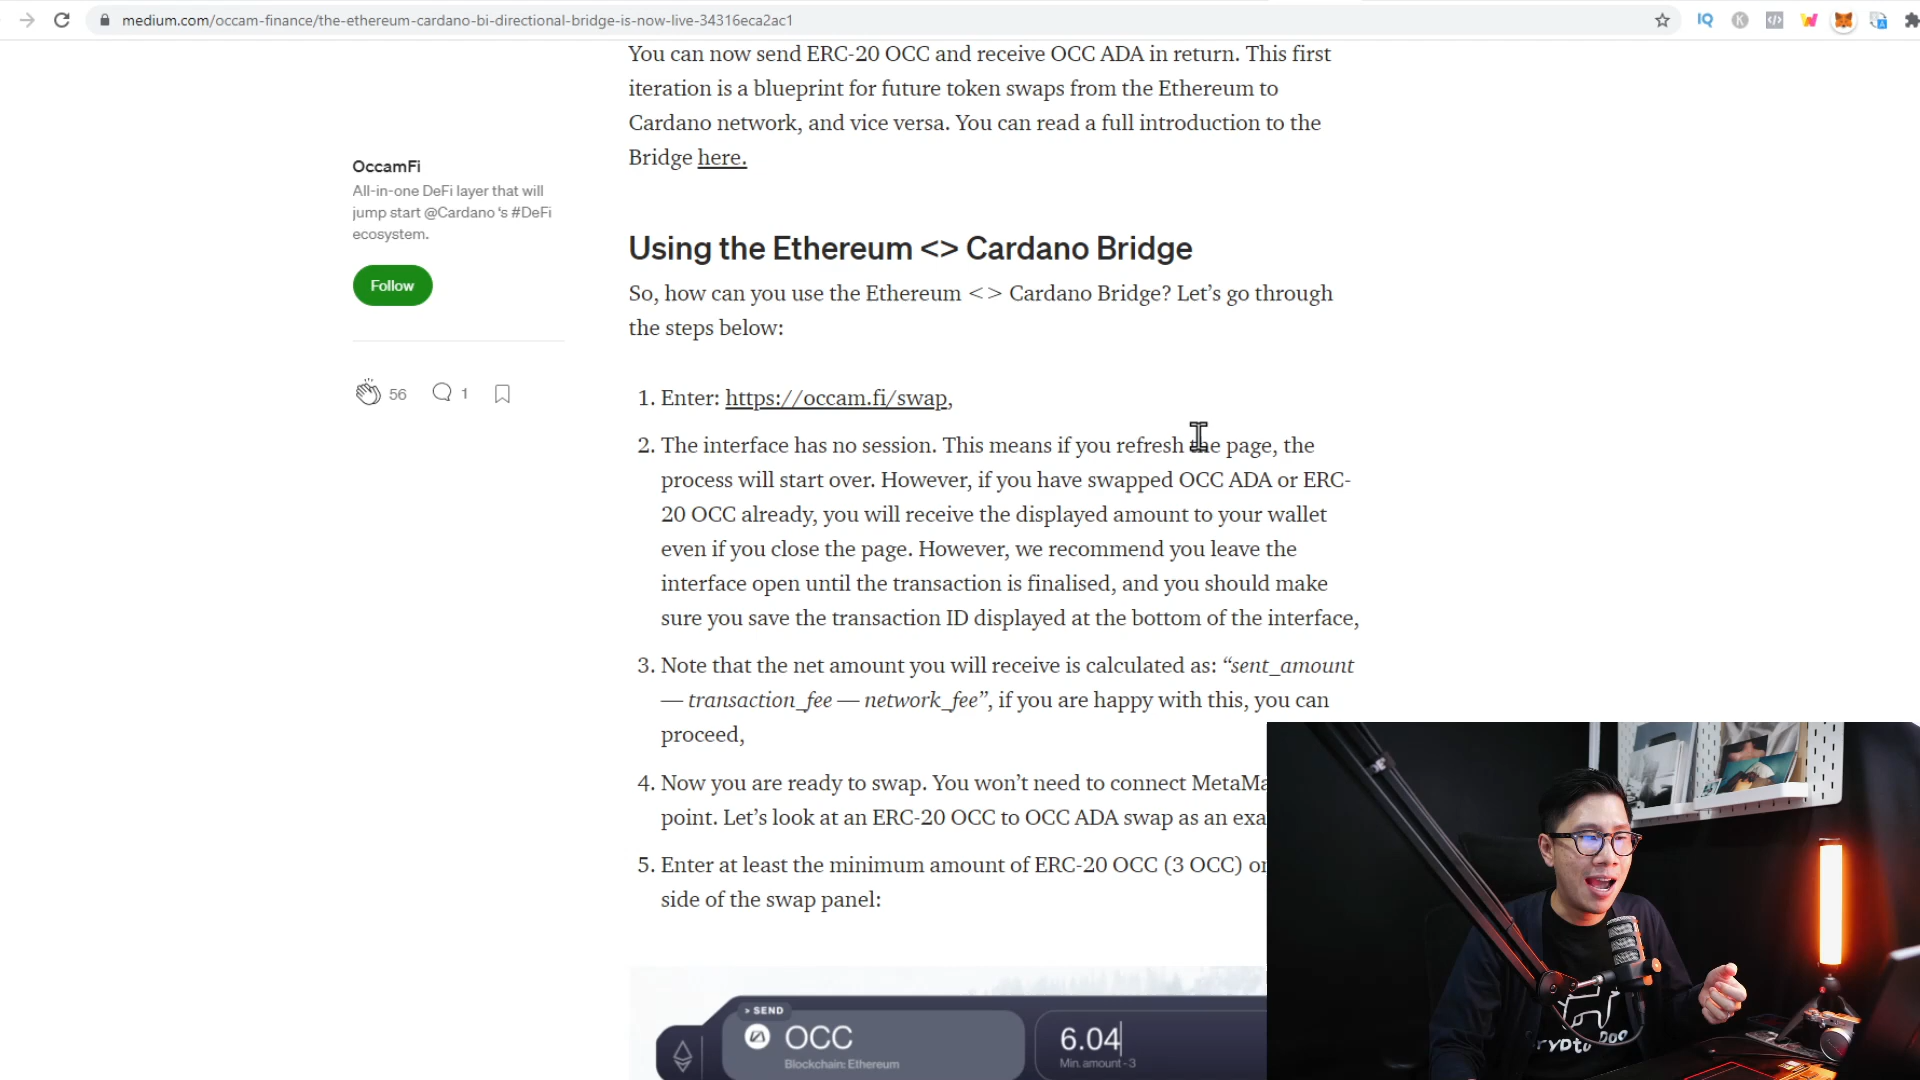 medium.com/occam-finance/the-ethereum-cardano-bi-directional-bridge-is-now-live-34316eca2ac1
You can now send ERC-20 OCC and receive OCC ADA in return. This first
iteration is a blueprint for future token swaps from the Ethereum to
Cardano network, and vice versa. You can read a full introduction to the
Bridge here.
OccamFi
All-in-one DeFi layer that will
jump start @Cardano 's #DeFi
ecosystem.
Follow
56
1
Using the Ethereum <> Cardano Bridge
So, how can you use the Ethereum <> Cardano Bridge? Let's go through
the steps below:
1. Enter: https://occam.fi/swap,
2. The interface has no session. This means if you refresh the page, the
process will start over. However, if you have swapped OCC ADA or ERC-
20 OCC already, you will receive the displayed amount to your wallet
even if you close the page. However, we recommend you leave the
interface open until the transaction is finalised, and you should make
sure you save the transaction ID displayed at the bottom of the interface,
3. Note that the net amount you will receive is calculated as: “sent_amount
— transaction_fee — network_fee”, if you are happy with this, you can
proceed,
4. Now you are ready to swap. You won't need to connect MetaMa
point. Let's look at an ERC-20 OCC to OCC ADA swap as an exa
5. Enter at least the minimum amount of ERC-20 OCC (3 OCC) or
side of the swap panel:
> SEND
OCC
Blockchain: Ethereum
6.04
Min. amount - 3